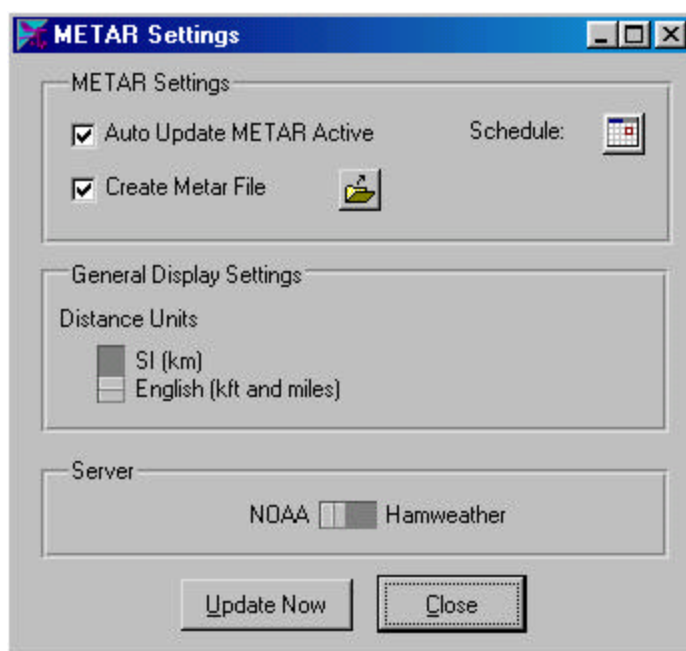 METAR Settings
METAR Settings
Auto Update METAR Active
Schedule:
Create Metar File
General Display Settings
Distance Units
SI (km)
English (kft and miles)
Server
NOAA
Hamweather
Update Now
Close